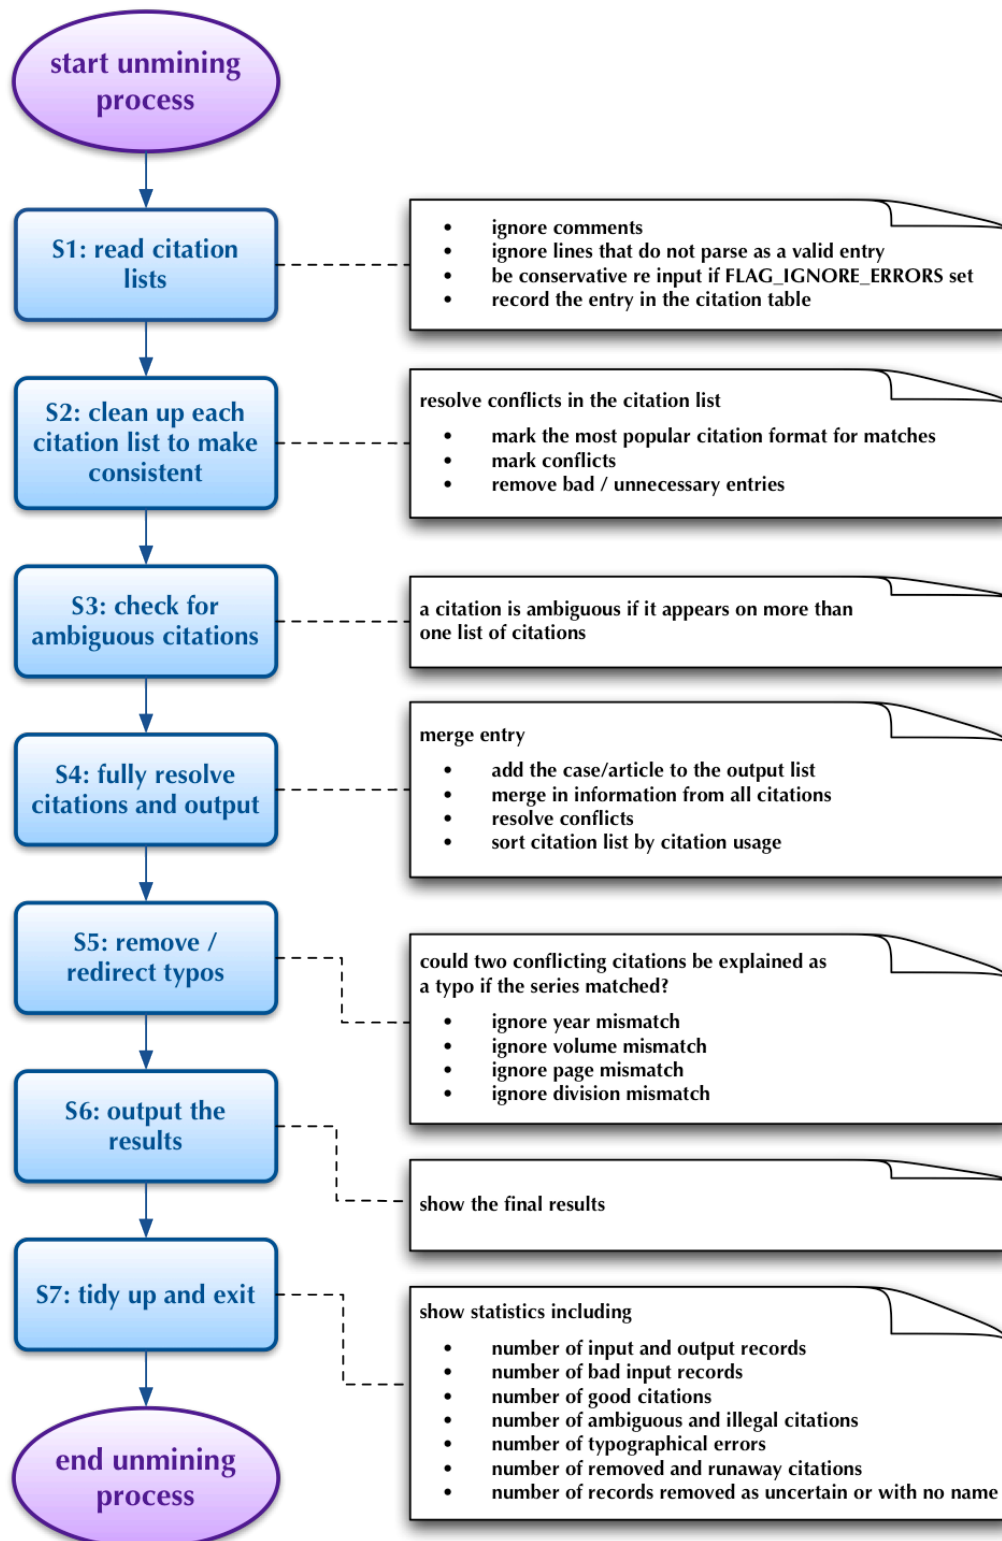 start unmining
process
S1: read citation
lists
• ignore comments
• ignore lines that do not parse as a valid entry
• be conservative re input if FLAG_IGNORE_ERRORS set
• record the entry in the citation table
S2: clean up each
citation list to make
consistent
resolve conflicts in the citation list
• mark the most popular citation format for matches
• mark conflicts
• remove bad / unnecessary entries
S3: check for
ambiguous citations
a citation is ambiguous if it appears on more than
one list of citations
S4: fully resolve
citations and output
merge entry
• add the case/article to the output list
• merge in information from all citations
• resolve conflicts
• sort citation list by citation usage
S5: remove /
redirect typos
could two conflicting citations be explained as
a typo if the series matched?
• ignore year mismatch
• ignore volume mismatch
• ignore page mismatch
• ignore division mismatch
S6: output the
results
show the final results
S7: tidy up and exit
show statistics including
• number of input and output records
• number of bad input records
• number of good citations
• number of ambiguous and illegal citations
• number of typographical errors
• number of removed and runaway citations
• number of records removed as uncertain or with no name
end unmining
process